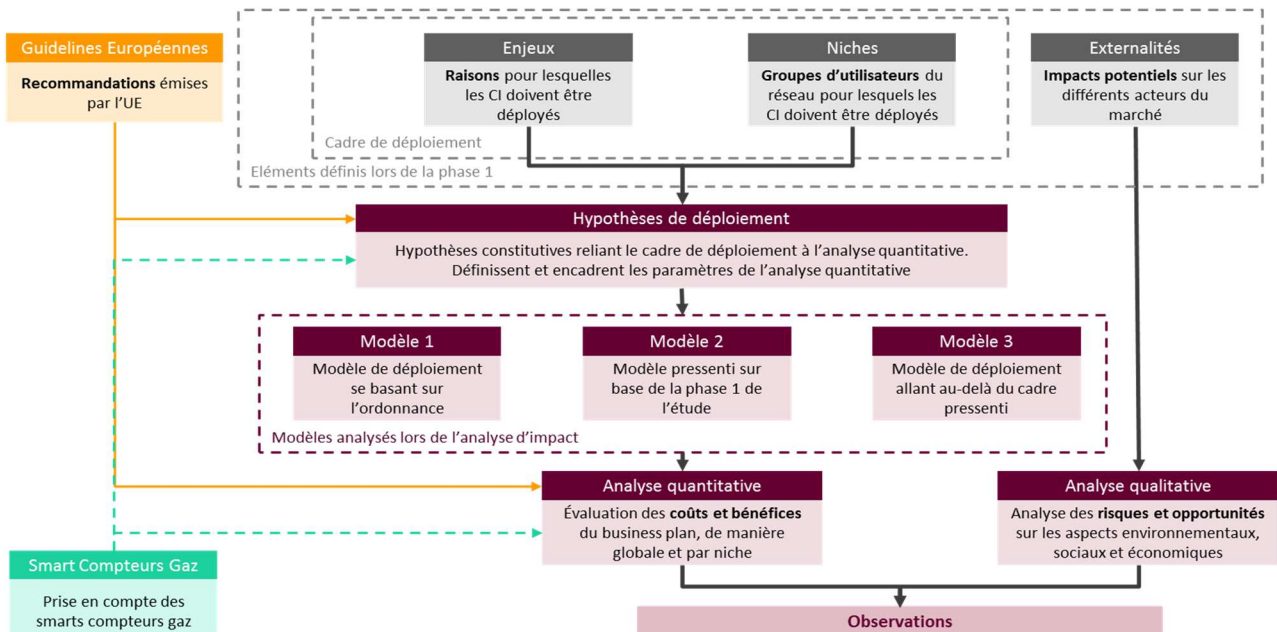 Guidelines Européennes
Recommandations émises
par l'UE
Enjeux
Raisons pour lesquelles
les CI doivent être
déployés
Niches
Groupes d'utilisateurs du
réseau pour lesquels les
CI doivent être déployés
Externalités
Impacts potentiels sur les
différents acteurs du
marché
Cadre de déploiement
Eléments définis lors de la phase 1
Hypothèses de déploiement
Hypothèses constitutives reliant le cadre de déploiement à l'analyse quantitative.
Définissent et encadrent les paramètres de l'analyse quantitative
Modèle 1
Modèle de déploiement
se basant sur
l'ordonnance
Modèle 2
Modèle pressenti sur
base de la phase 1 de
l'étude
Modèle 3
Modèle de déploiement
allant au-delà du cadre
pressenti
Modèles analysés lors de l'analyse d'impact
Analyse quantitative
Évaluation des coûts et bénéfices
du business plan, de manière
globale et par niche
Analyse qualitative
Analyse des risques et opportunités
sur les aspects environnementaux,
sociaux et économiques
Smart Compteurs Gaz
Prise en compte des
smarts compteurs gaz
Observations